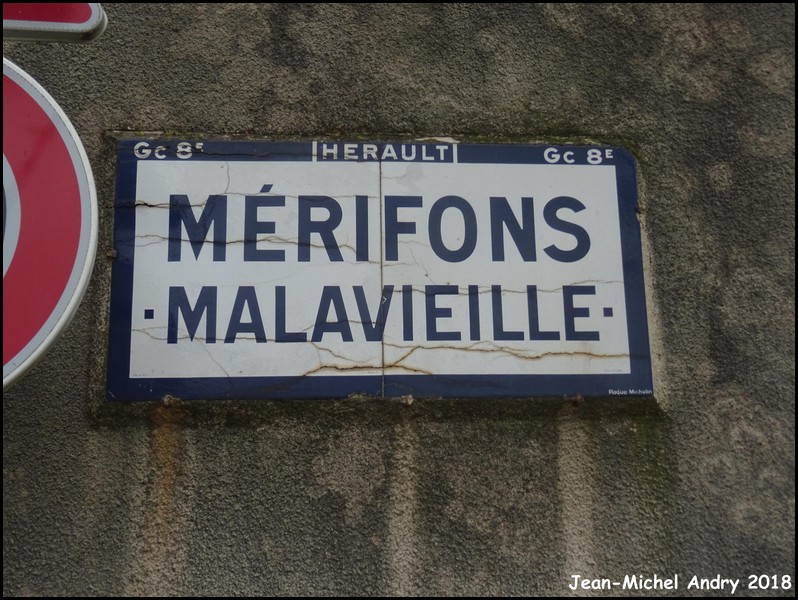 Gc 8E HERAULT Gc 8E
MÉRIFONS
·MALAVIEILLE·
Plaque Michelin
Jean-Michel Andry 2018